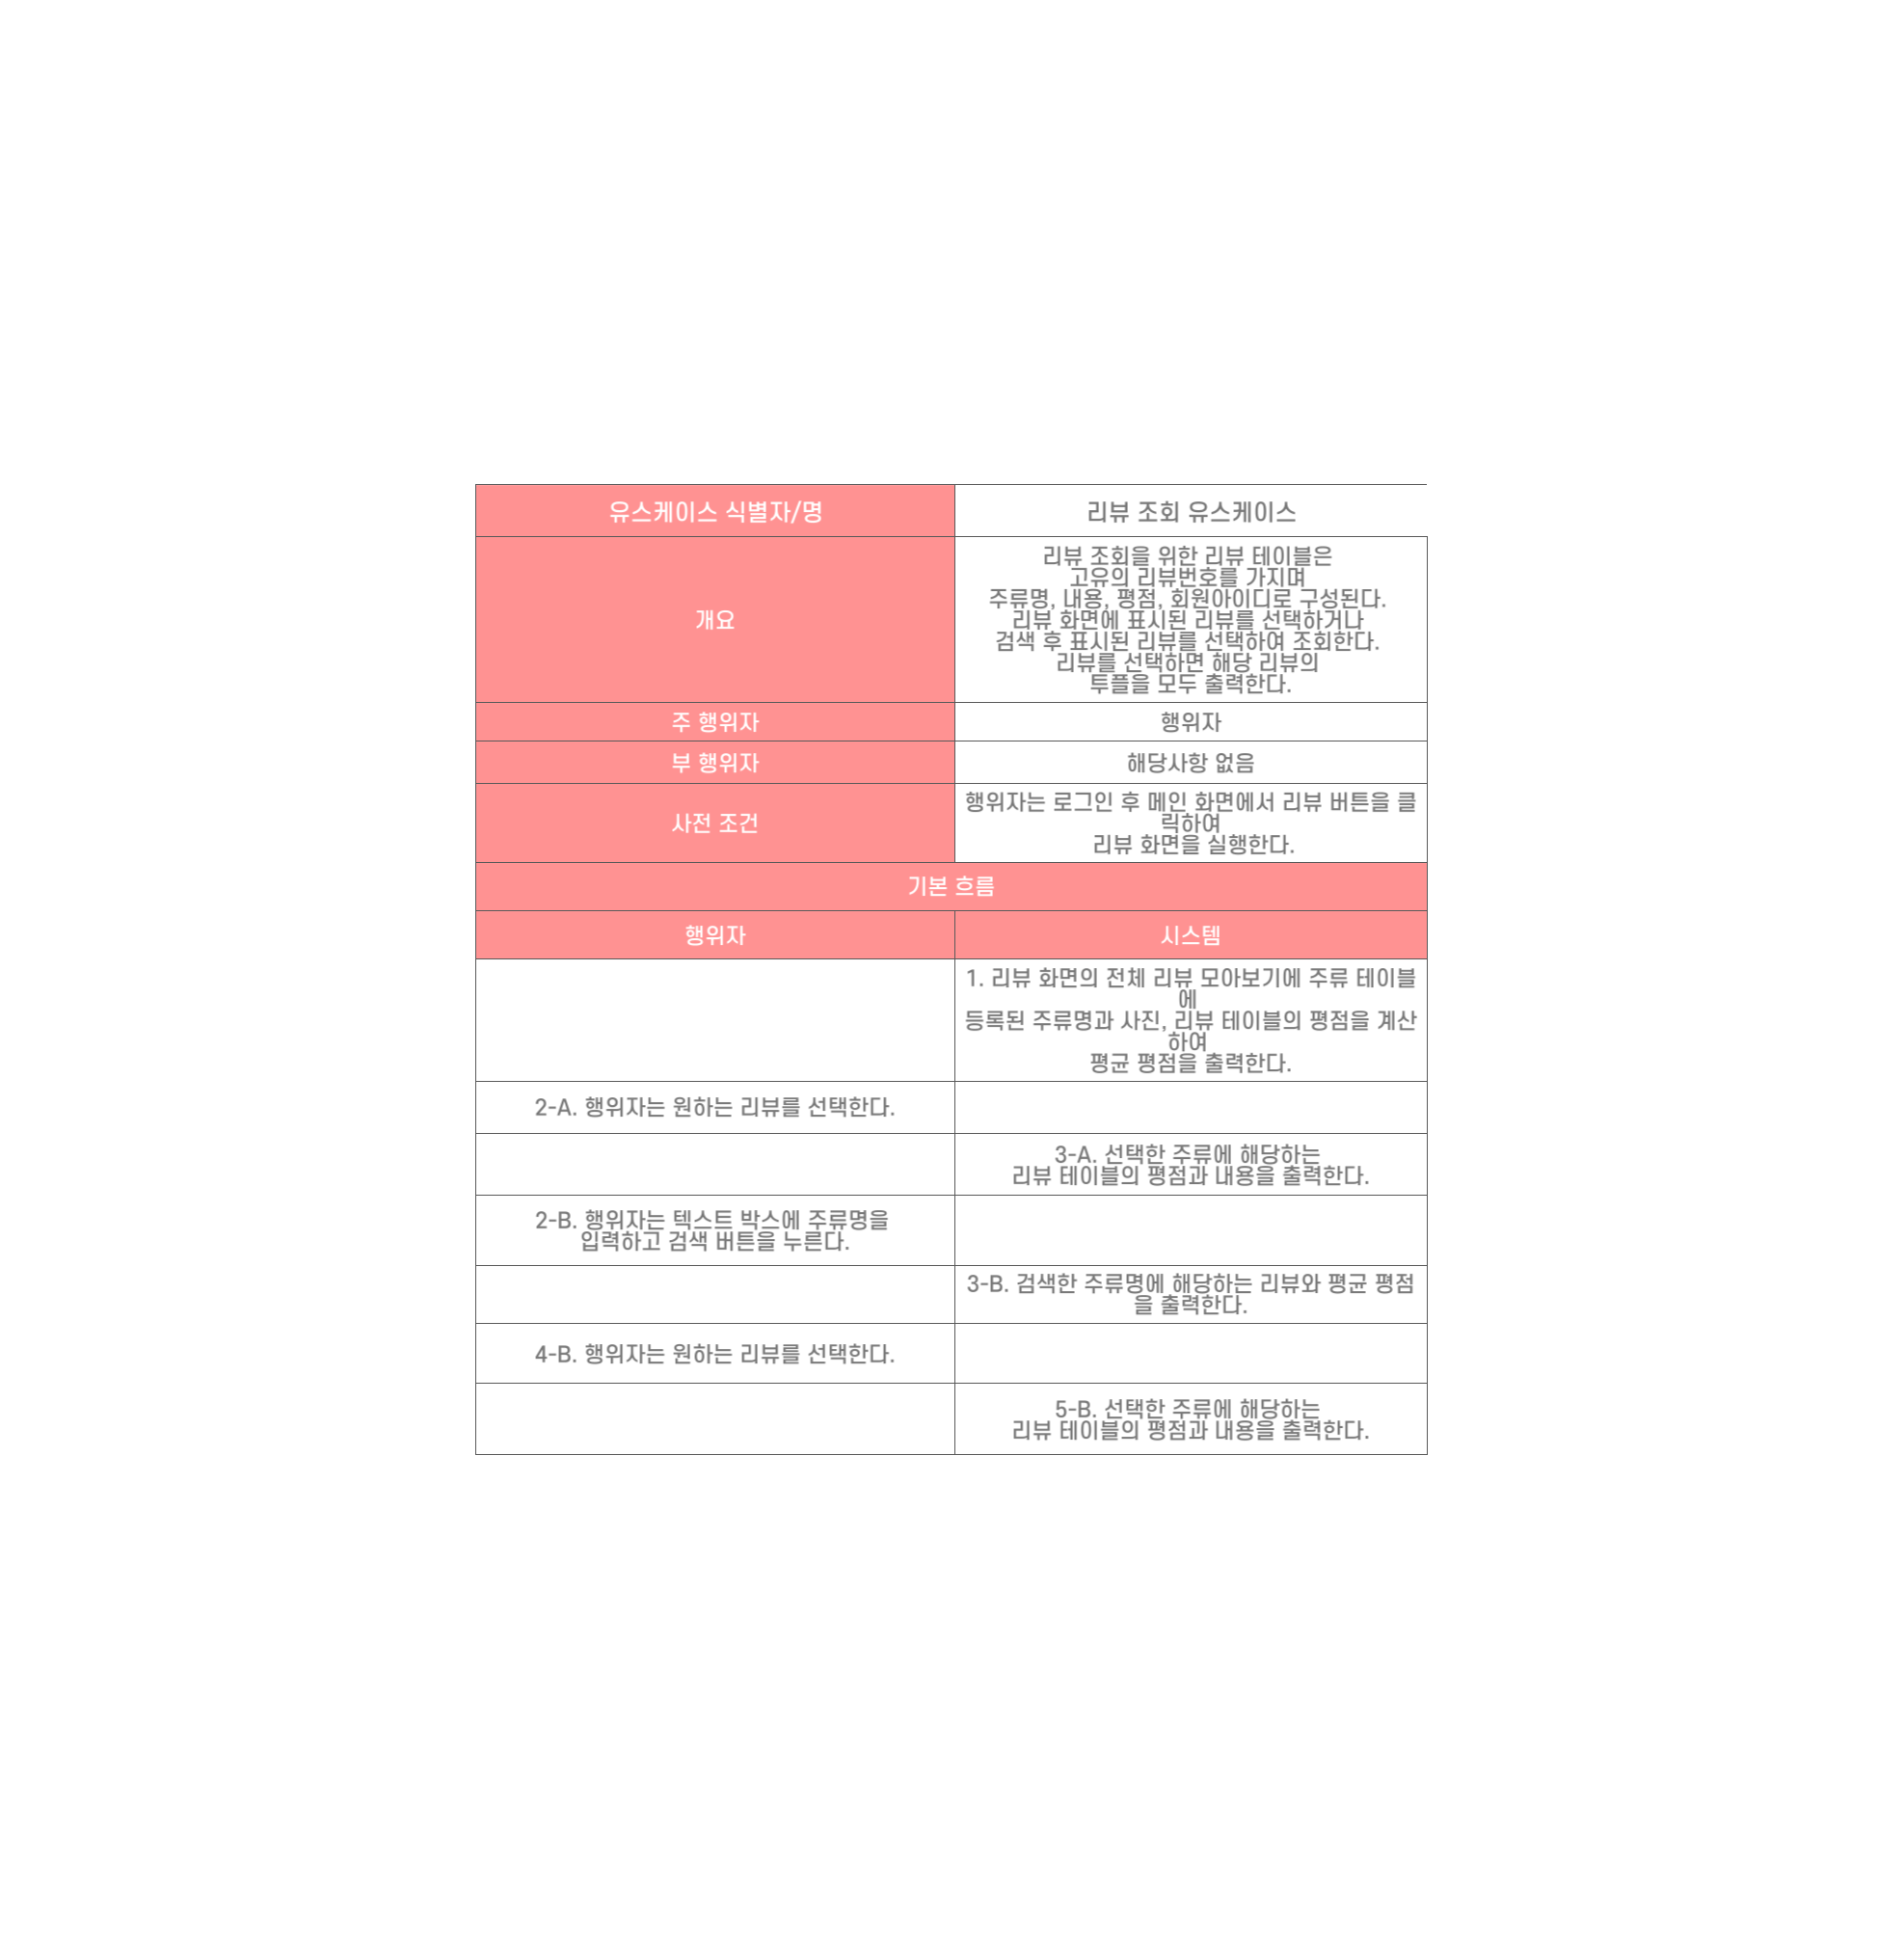 유스케이스 식별자/명
리뷰 조회 유스케이스
개요
리뷰 조회을 위한 리뷰 테이블은
고유의 리뷰번호를 가지며
주류명, 내용, 평점, 회원아이디로 구성된다.
리뷰 화면에 표시된 리뷰를 선택하거나
검색 후 표시된 리뷰를 선택하여 조회한다.
리뷰를 선택하면 해당 리뷰의
투플을 모두 출력한다.
주 행위자
행위자
부 행위자
해당사항 없음
사전 조건
행위자는 로그인 후 메인 화면에서 리뷰 버튼을 클
릭하여
리뷰 화면을 실행한다.
기본 흐름
행위자
시스템
1. 리뷰 화면의 전체 리뷰 모아보기에 주류 테이블
에
등록된 주류명과 사진, 리뷰 테이블의 평점을 계산
하여
평균 평점을 출력한다.
2-A. 행위자는 원하는 리뷰를 선택한다.
3-A. 선택한 주류에 해당하는
리뷰 테이블의 평점과 내용을 출력한다.
2-B. 행위자는 텍스트 박스에 주류명을
입력하고 검색 버튼을 누른다.
3-B. 검색한 주류명에 해당하는 리뷰와 평균 평점
을 출력한다.
4-B. 행위자는 원하는 리뷰를 선택한다.
5-B. 선택한 주류에 해당하는
리뷰 테이블의 평점과 내용을 출력한다.